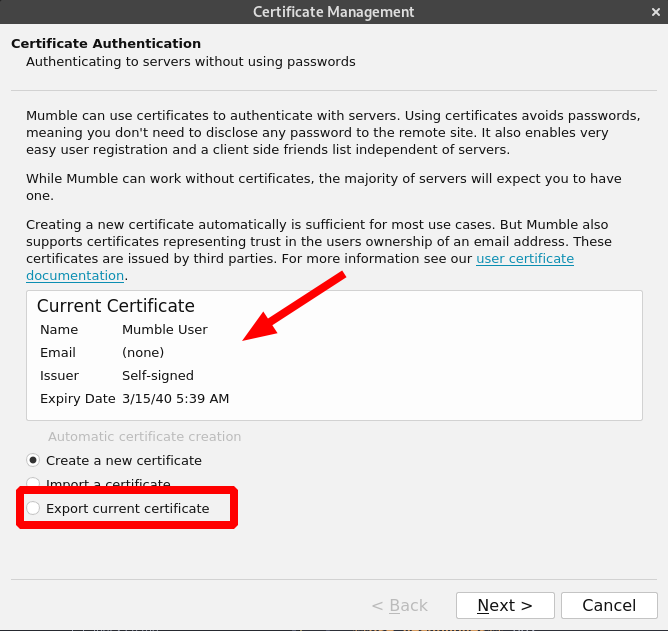 Certificate Management
Certificate Authentication
Authenticating to servers without using passwords
Mumble can use certificates to authenticate with servers. Using certificates avoids passwords,
meaning you don't need to disclose any password to the remote site. It also enables very
easy user registration and a client side friends list independent of servers.
While Mumble can work without certificates, the majority of servers will expect you to have
one.
Creating a new certificate automatically is sufficient for most use cases. But Mumble also
supports certificates representing trust in the users ownership of an email address. These
certificates are issued by third parties. For more information see our user certificate
documentation.
Current Certificate
Name Mumble User
Email (none)
Issuer Self-signed
Expiry Date 3/15/40 5:39 AM
Automatic certificate creation
Create a new certificate
Import a certificate
Export current certificate
< Back Next > Cancel